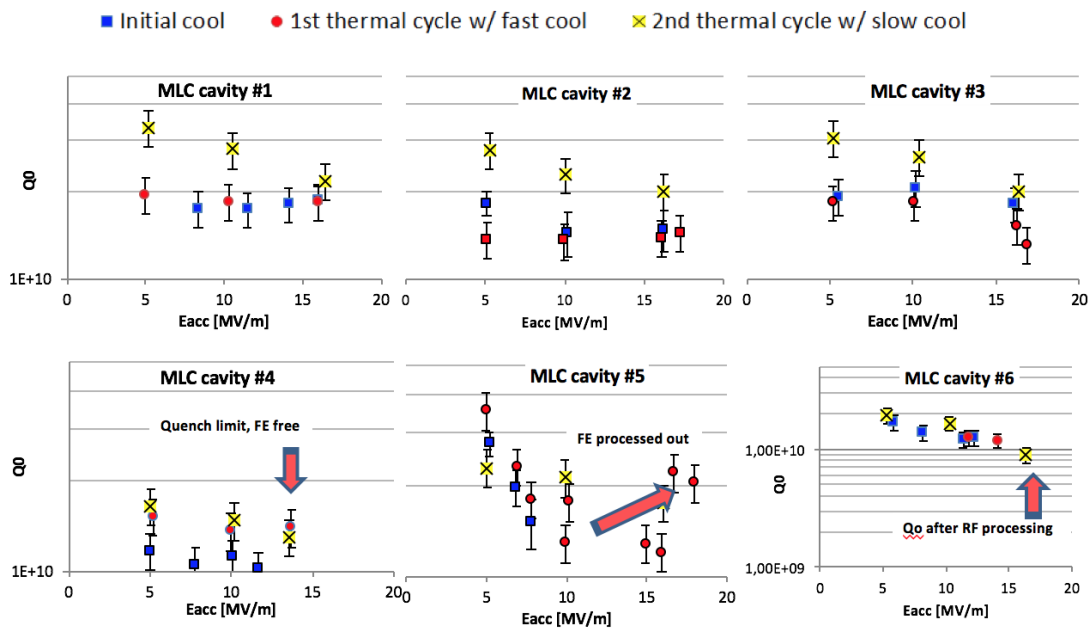 Initial cool 1st thermal cycle w/ fast cool 2nd thermal cycle w/ slow cool
MLC cavity #1
Q0
1E+10
0 5 10 15 20
Eacc [MV/m]
MLC cavity #2
0 5 10 15 20
Eacc [MV/m]
MLC cavity #3
0 5 10 15 20
Eacc [MV/m]
MLC cavity #4
Quench limit, FE free
Q0
1E+10
0 5 10 15 20
Eacc [MV/m]
MLC cavity #5
FE processed out
0 5 10 15 20
Eacc [MV/m]
MLC cavity #6
Q0
1,00E+10
Qo after RF processing
1,00E+09
0 5 10 15 20
Eacc [MV/m]